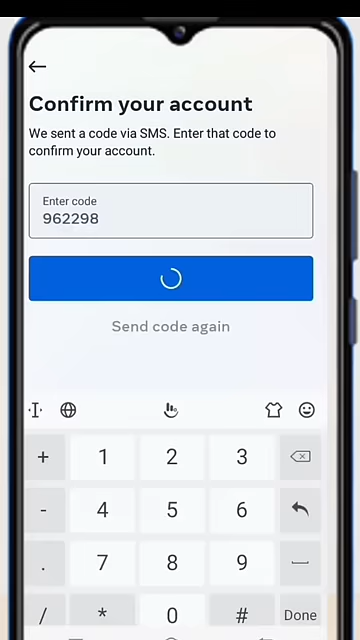 Confirm your account
We sent a code via SMS. Enter that code to
confirm your account.
Enter code
962298
Send code again
+ 1 2 3
- 4 5 6
. 7 8 9
/ * 0 # Done